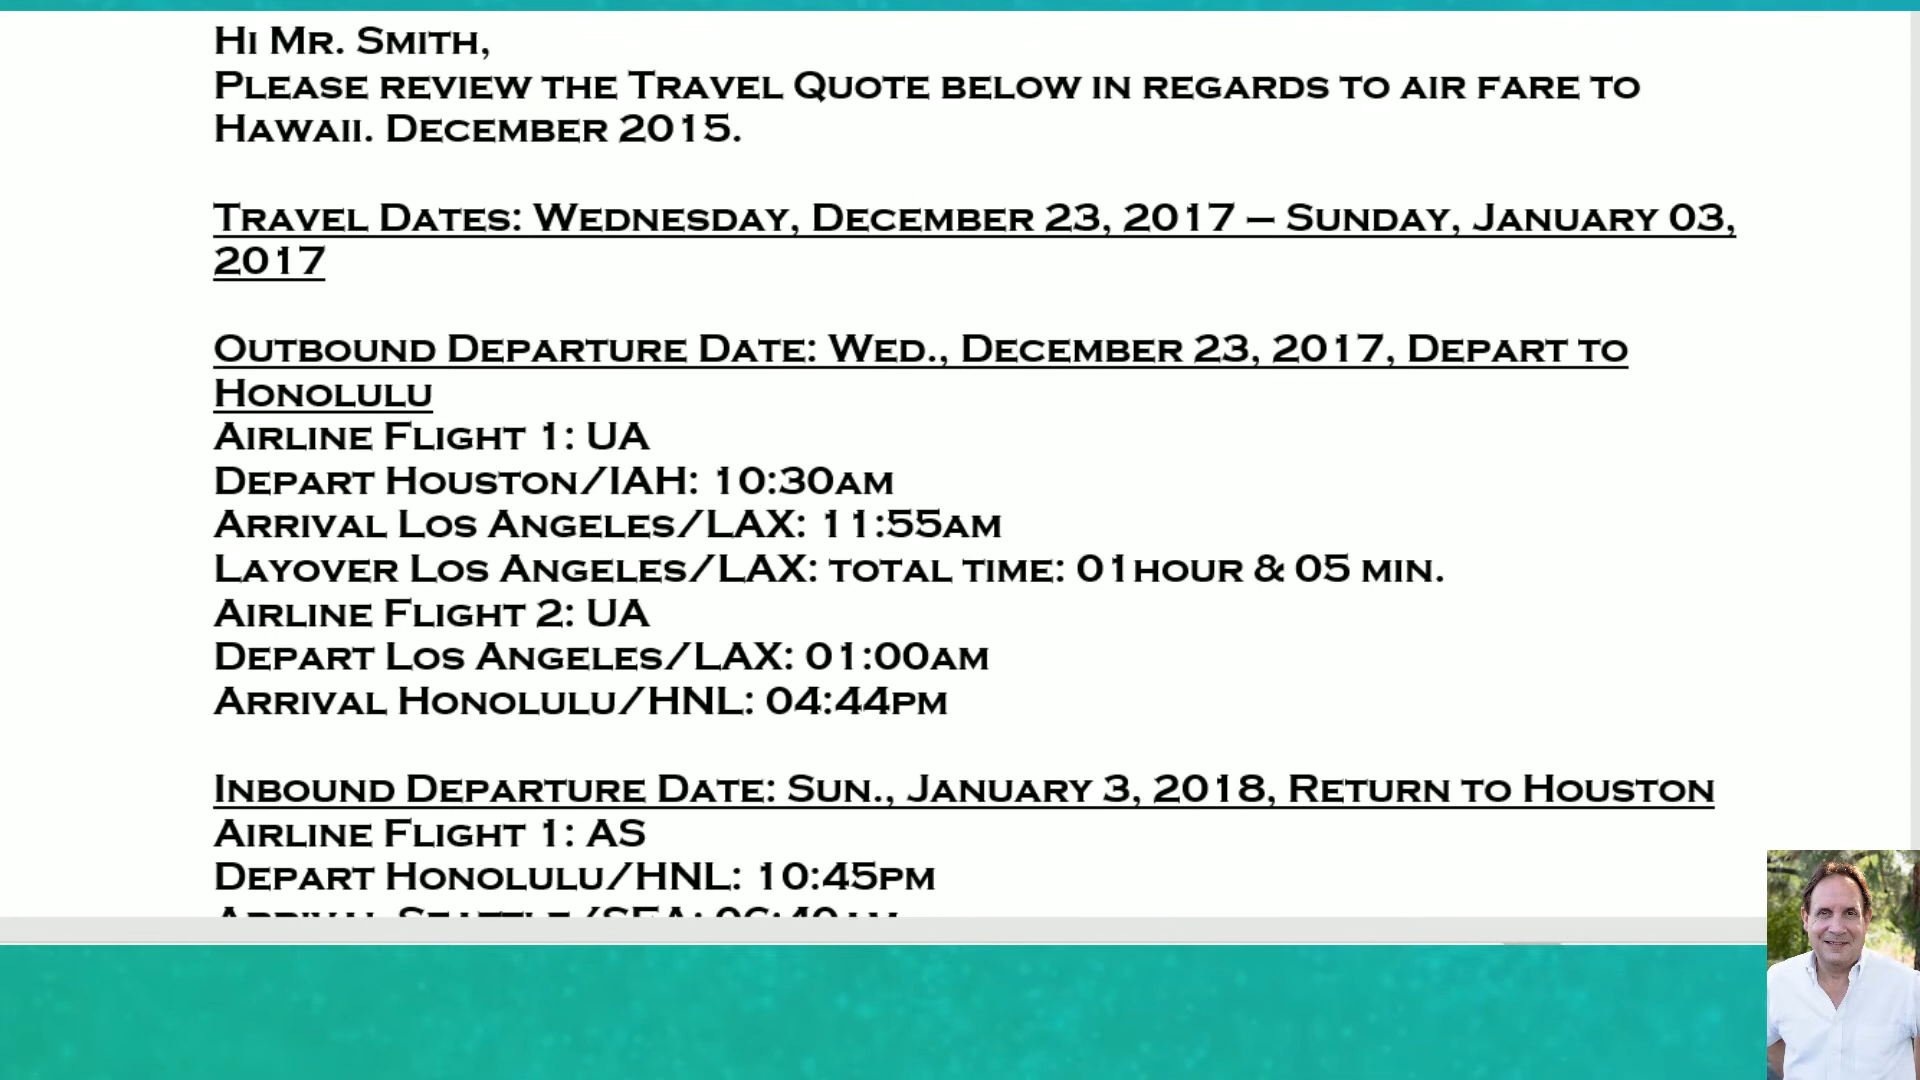 Hi Mr. Smith,
Please review the Travel Quote below in regards to air fare to
Hawaii. December 2015.
Travel Dates: Wednesday, December 23, 2017 – Sunday, January 03,
2017
Outbound Departure Date: Wed., December 23, 2017, Depart to
Honolulu
Airline Flight 1: UA
Depart Houston/IAH: 10:30am
Arrival Los Angeles/LAX: 11:55am
Layover Los Angeles/LAX: total time: 01hour & 05 min.
Airline Flight 2: UA
Depart Los Angeles/LAX: 01:00am
Arrival Honolulu/HNL: 04:44pm
Inbound Departure Date: Sun., January 3, 2018, Return to Houston
Airline Flight 1: AS
Depart Honolulu/HNL: 10:45pm
Arrival Seattle/SEA: